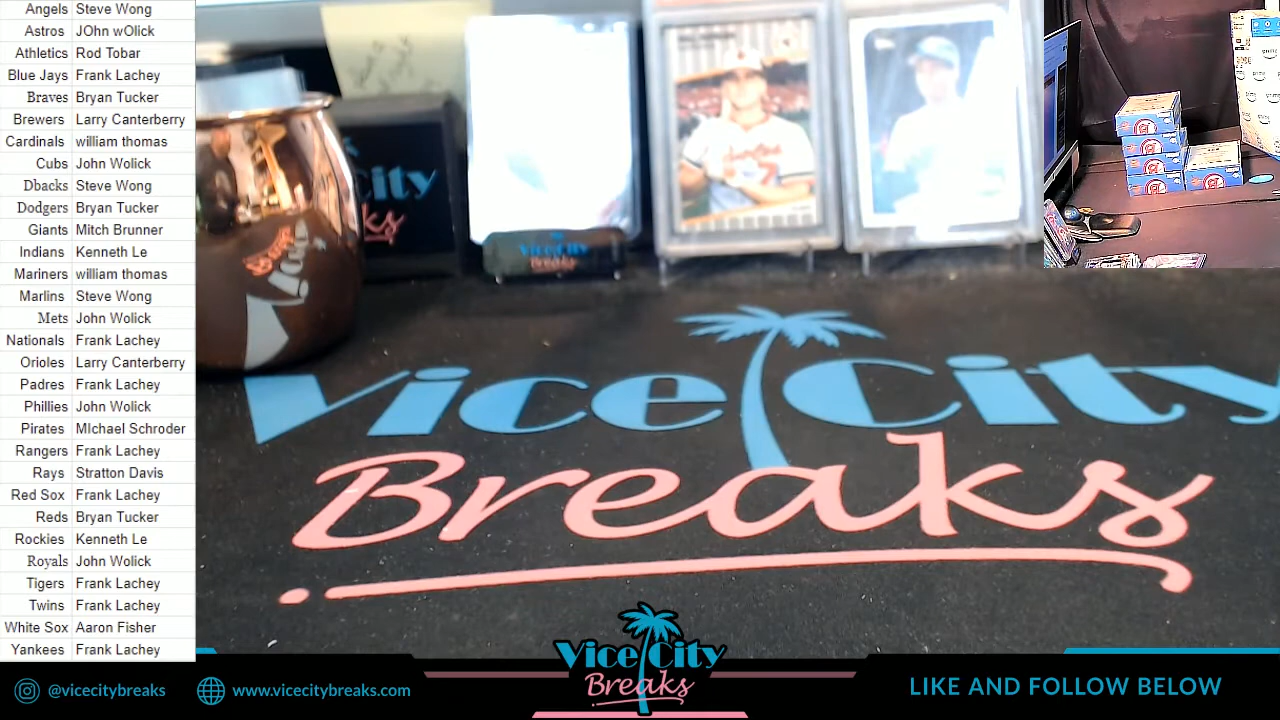 Angels Steve Wong
Astros JOhn wOlick
Athletics Rod Tobar
Blue Jays Frank Lachey
Braves Bryan Tucker
Brewers Larry Canterberry
Cardinals william thomas
Cubs John Wolick
Dbacks Steve Wong
Dodgers Bryan Tucker
Giants Mitch Brunner
Indians Kenneth Le
Mariners william thomas
Marlins Steve Wong
Mets John Wolick
Nationals Frank Lachey
Orioles Larry Canterberry
Padres Frank Lachey
Phillies John Wolick
Pirates MIchael Schroder
Rangers Frank Lachey
Rays Stratton Davis
Red Sox Frank Lachey
Reds Bryan Tucker
Rockies Kenneth Le
Royals John Wolick
Tigers Frank Lachey
Twins Frank Lachey
White Sox Aaron Fisher
Yankees Frank Lachey
City
Vice City
Breaks
Vice City
Breaks
@vicecitybreaks
www.vicecitybreaks.com
Vice City
Breaks
LIKE AND FOLLOW BELOW